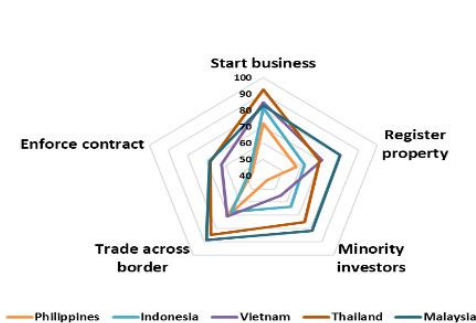 Start business
100
90
80
70
60
50
40
Enforce contract
Register
property
Trade across
border
Minority
investors
Philippines
Indonesia
Vietnam
Thailand
Malaysia